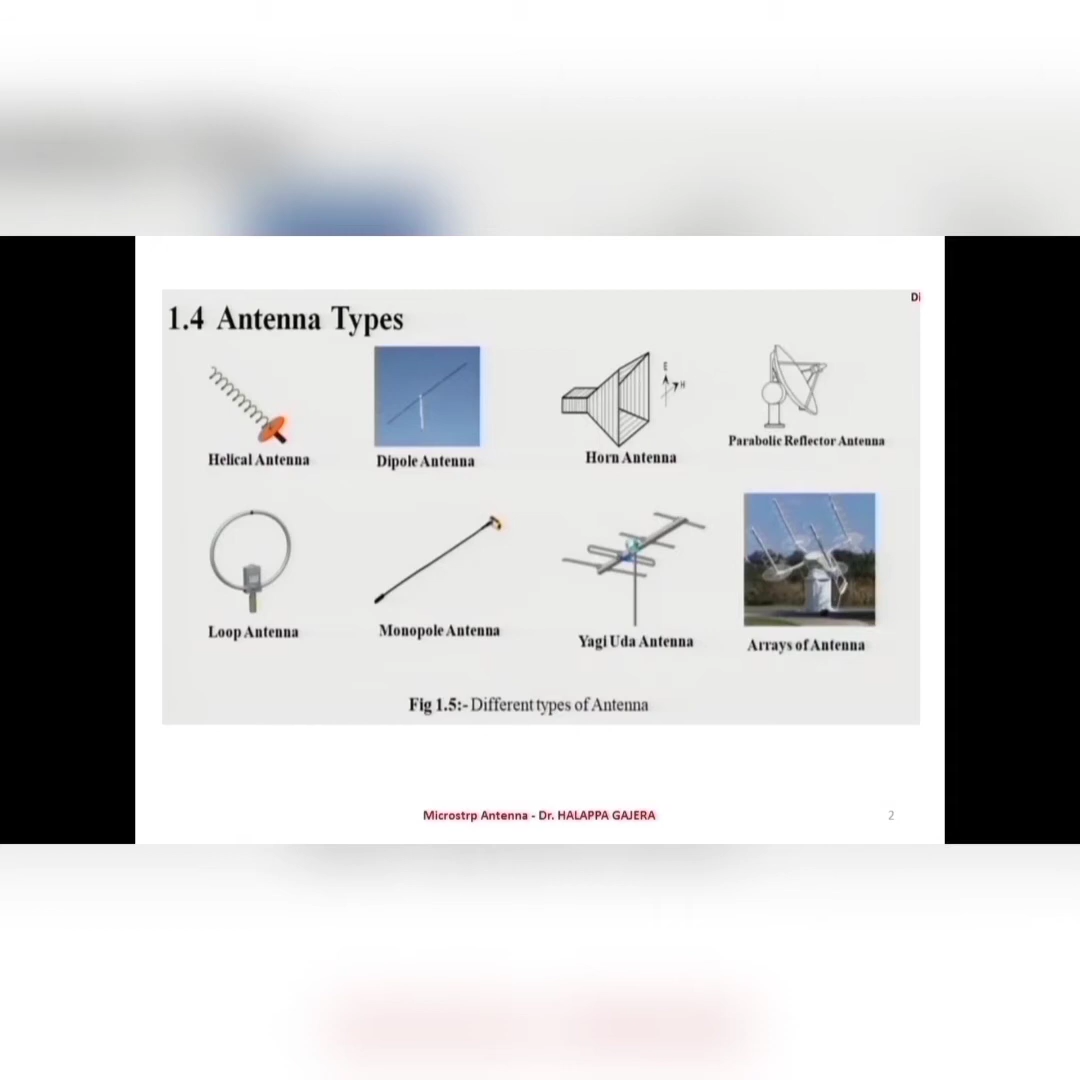 Di
1.4 Antenna Types
E
H
Helical Antenna
Dipole Antenna
Horn Antenna
Parabolic Reflector Antenna
Loop Antenna
Monopole Antenna
Yagi Uda Antenna
Arrays of Antenna
Fig 1.5:- Different types of Antenna
Microstrp Antenna - Dr. HALAPPA GAJERA
2